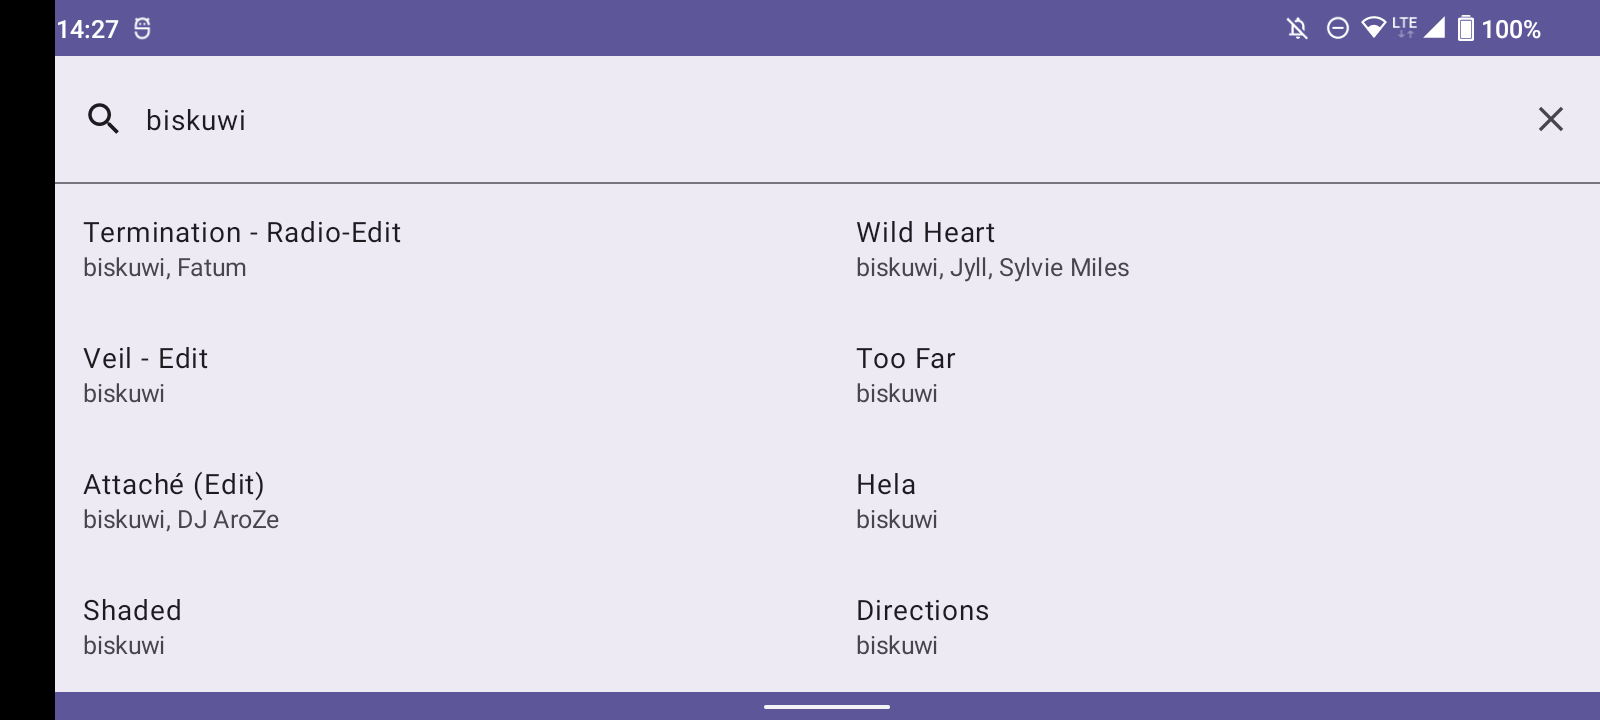 14:27
LTE
100%
biskuwi
Termination - Radio-Edit
biskuwi, Fatum
Wild Heart
biskuwi, Jyll, Sylvie Miles
Veil - Edit
biskuwi
Too Far
biskuwi
Attaché (Edit)
biskuwi, DJ AroZe
Hela
biskuwi
Shaded
biskuwi
Directions
biskuwi